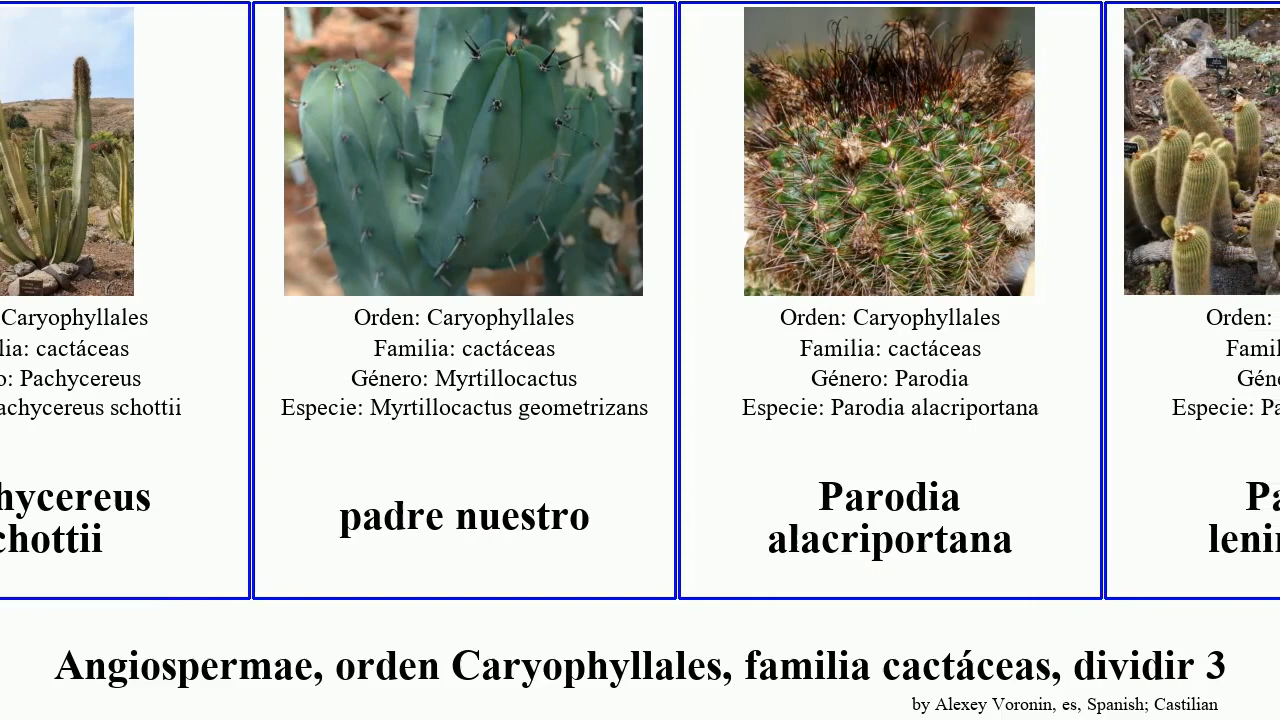 Caryophyllales
lia: cactáceas
o: Pachycereus
achycereus schottii
hycereus
chottii
Orden: Caryophyllales
Familia: cactáceas
Género: Myrtillocactus
Especie: Myrtillocactus geometrizans
padre nuestro
Orden: Caryophyllales
Familia: cactáceas
Género: Parodia
Especie: Parodia alacriportana
Parodia
alacriportana
Orden:
Famil
Géne
Especie: Pa
Pa
lenin
Angiospermae, orden Caryophyllales, familia cactáceas, dividir 3
by Alexey Voronin, es, Spanish; Castilian